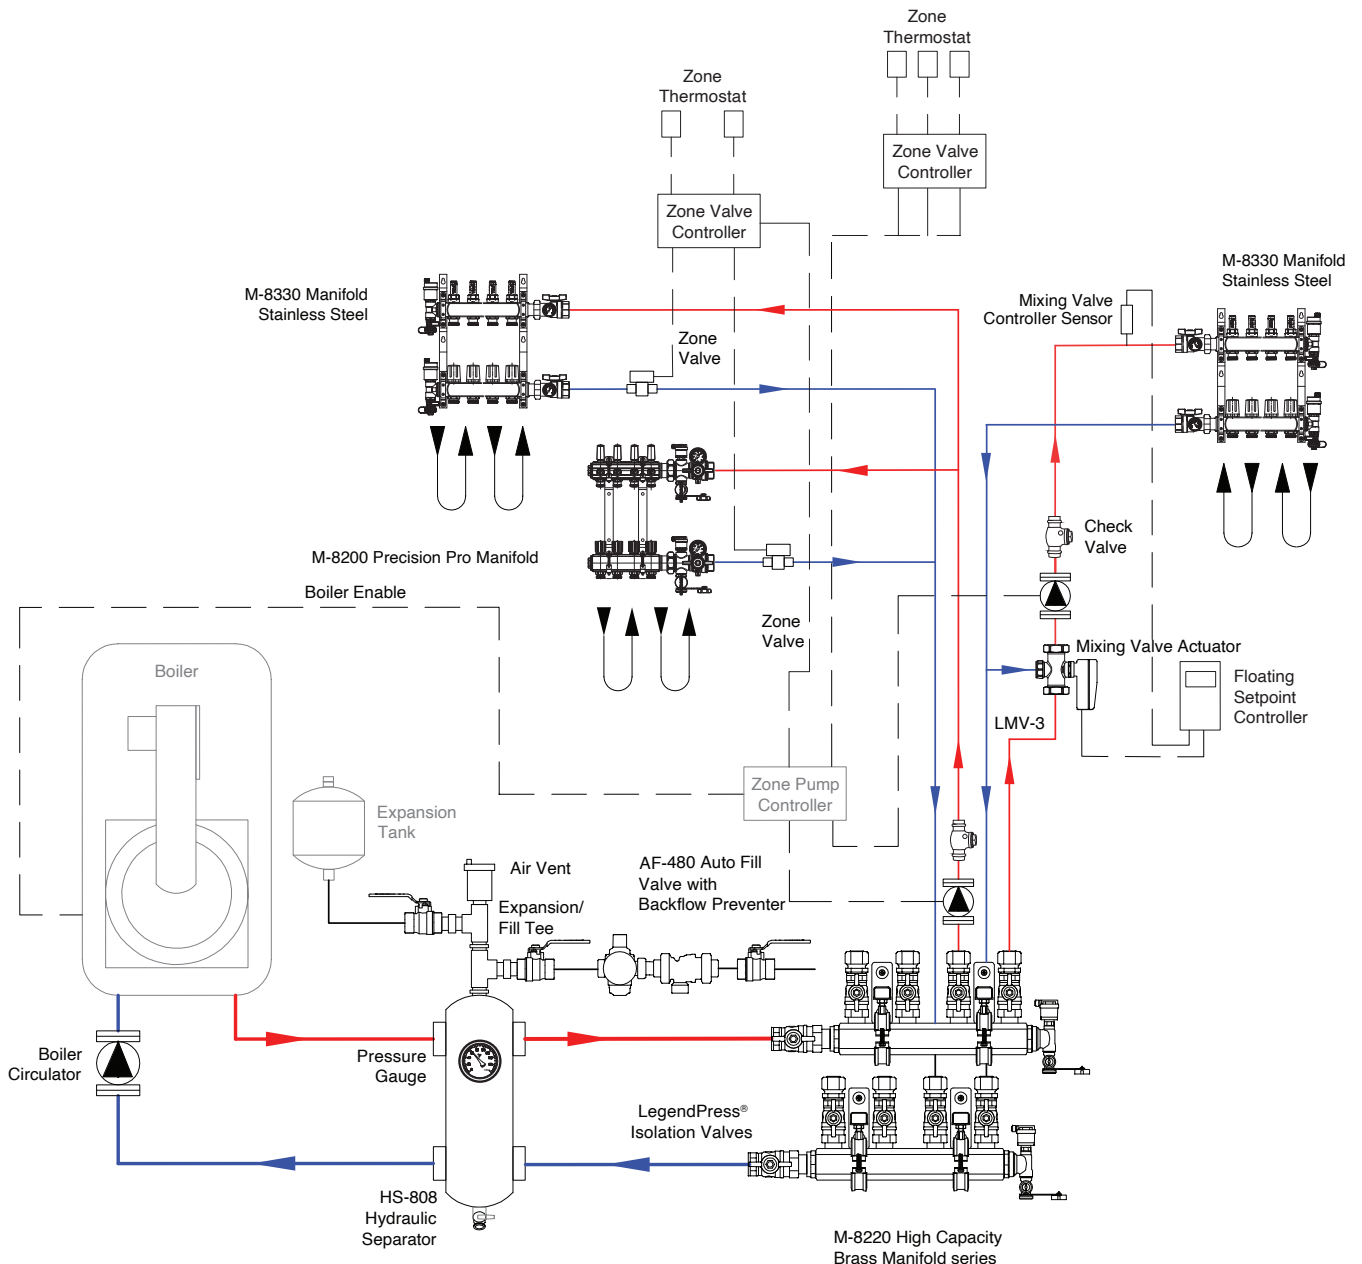 Zone
Thermostat
Zone
Thermostat
Zone Valve
Controller
Zone Valve
Controller
M-8330 Manifold
Stainless Steel
M-8330 Manifold
Stainless Steel
Mixing Valve
Controller Sensor
Zone
Valve
Check
Valve
M-8200 Precision Pro Manifold
Boiler Enable
Zone
Valve
Mixing Valve Actuator
Boiler
Floating
Setpoint
Controller
LMV-3
Zone Pump
Controller
Expansion
Tank
Air Vent
AF-480 Auto Fill
Valve with
Backflow Preventer
Expansion/
Fill Tee
Boiler
Circulator
Pressure
Gauge
LegendPress®
Isolation Valves
HS-808
Hydraulic
Separator
M-8220 High Capacity
Brass Manifold series